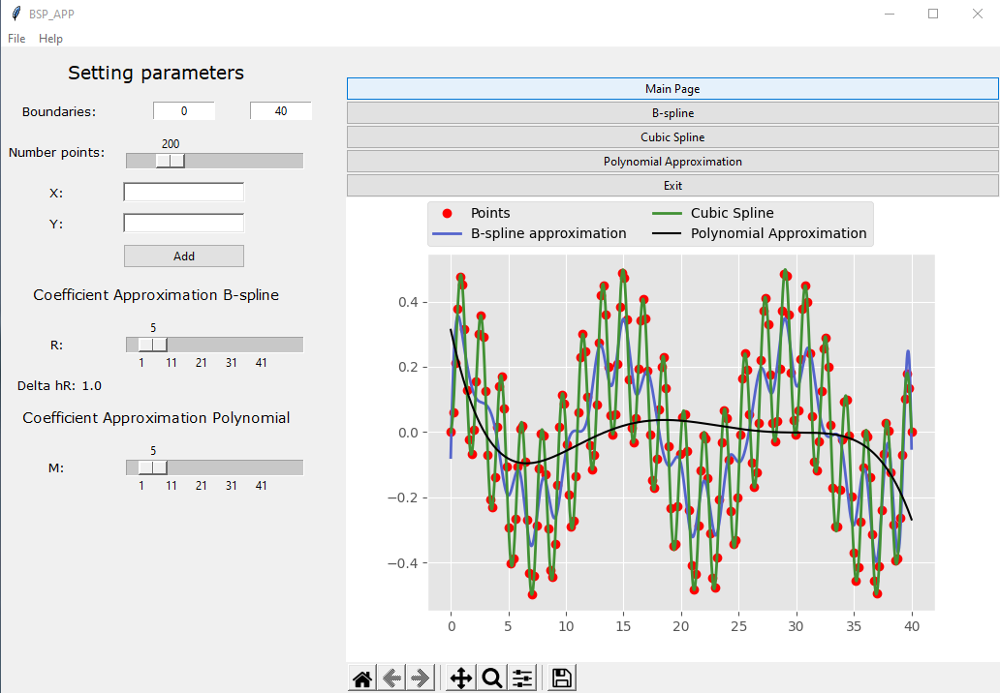 BSP_APP
File Help
Setting parameters
Boundaries: 0 40
Number points: 200
X:
Y:
Add
Coefficient Approximation B-spline
5
R:
1 11 21 31 41
Delta hR: 1.0
Coefficient Approximation Polynomial
5
M:
1 11 21 31 41
Main Page
B-spline
Cubic Spline
Polynomial Approximation
Exit
Points Cubic Spline
B-spline approximation Polynomial Approximation
0.4
0.2
0.0
−0.2
−0.4
0 5 10 15 20 25 30 35 40